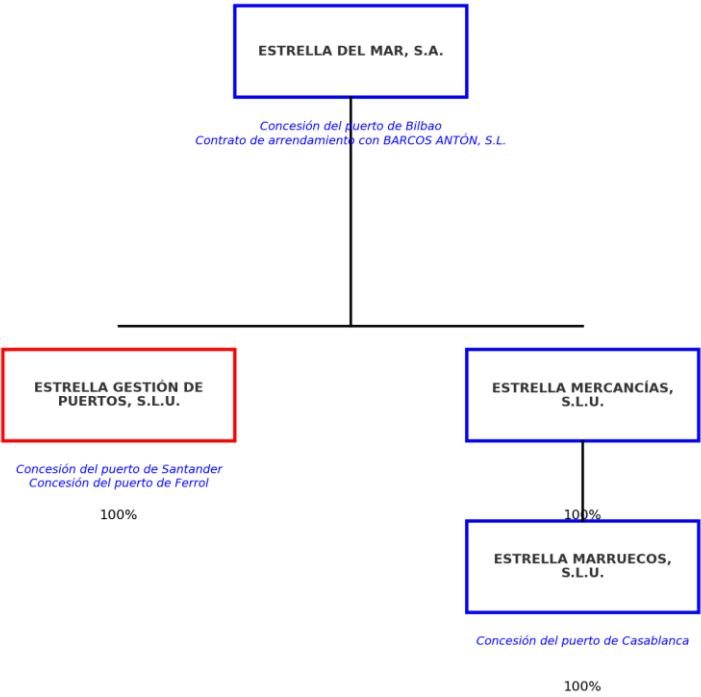 ESTRELLA DEL MAR, S.A.
Concesión del puerto de Bilbao
Contrato de arrendamiento con BARCOS ANTÓN, S.L.
ESTRELLA GESTIÓN DE
PUERTOS, S.L.U.
Concesión del puerto de Santander
Concesión del puerto de Ferrol
100%
ESTRELLA MERCANCÍAS,
S.L.U.
100%
ESTRELLA MARRUECOS,
S.L.U.
Concesión del puerto de Casablanca
100%